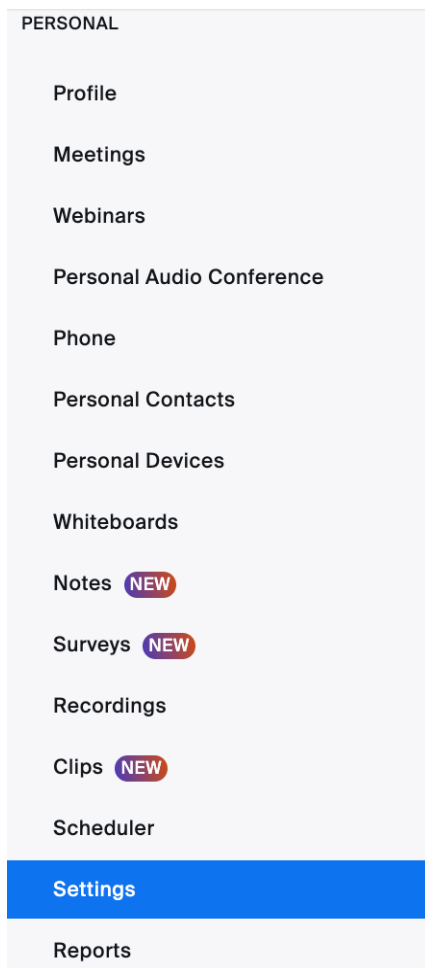 PERSONAL
Profile
Meetings
Webinars
Personal Audio Conference
Phone
Personal Contacts
Personal Devices
Whiteboards
Notes NEW
Surveys NEW
Recordings
Clips NEW
Scheduler
Settings
Reports